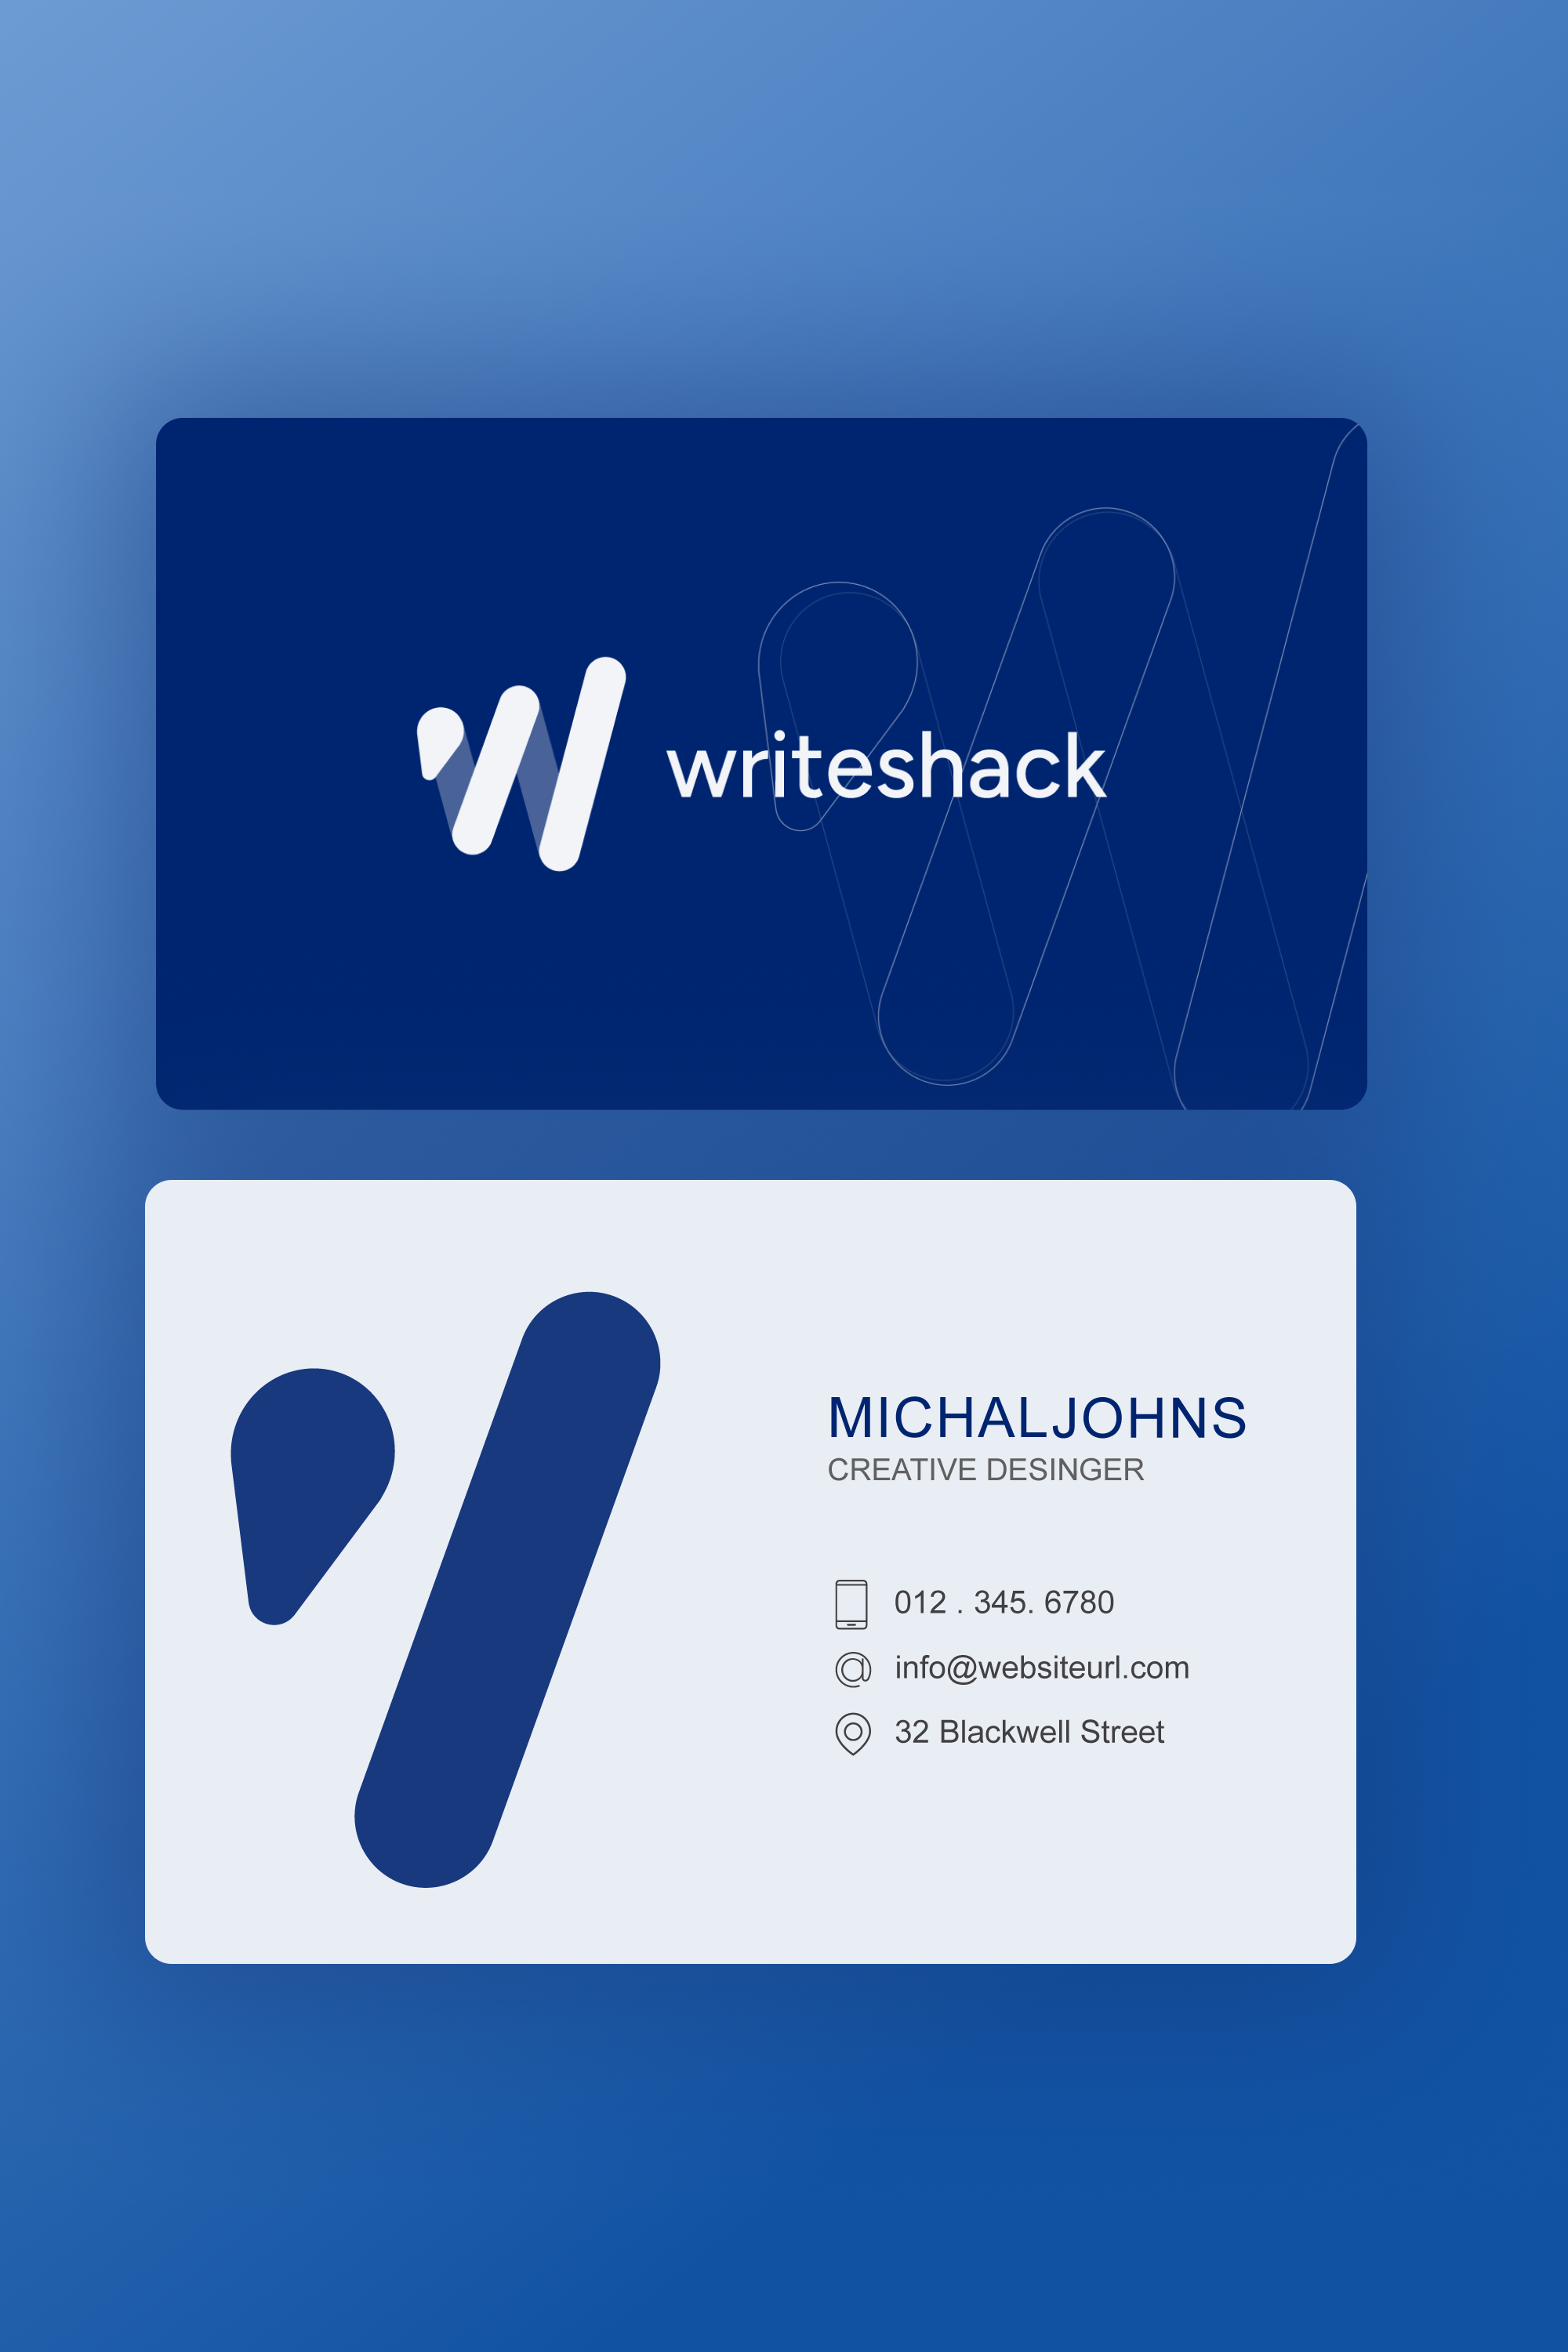 writeshack
MICHALJOHNS
CREATIVE DESINGER
012 . 345. 6780
info@websiteurl.com
32 Blackwell Street